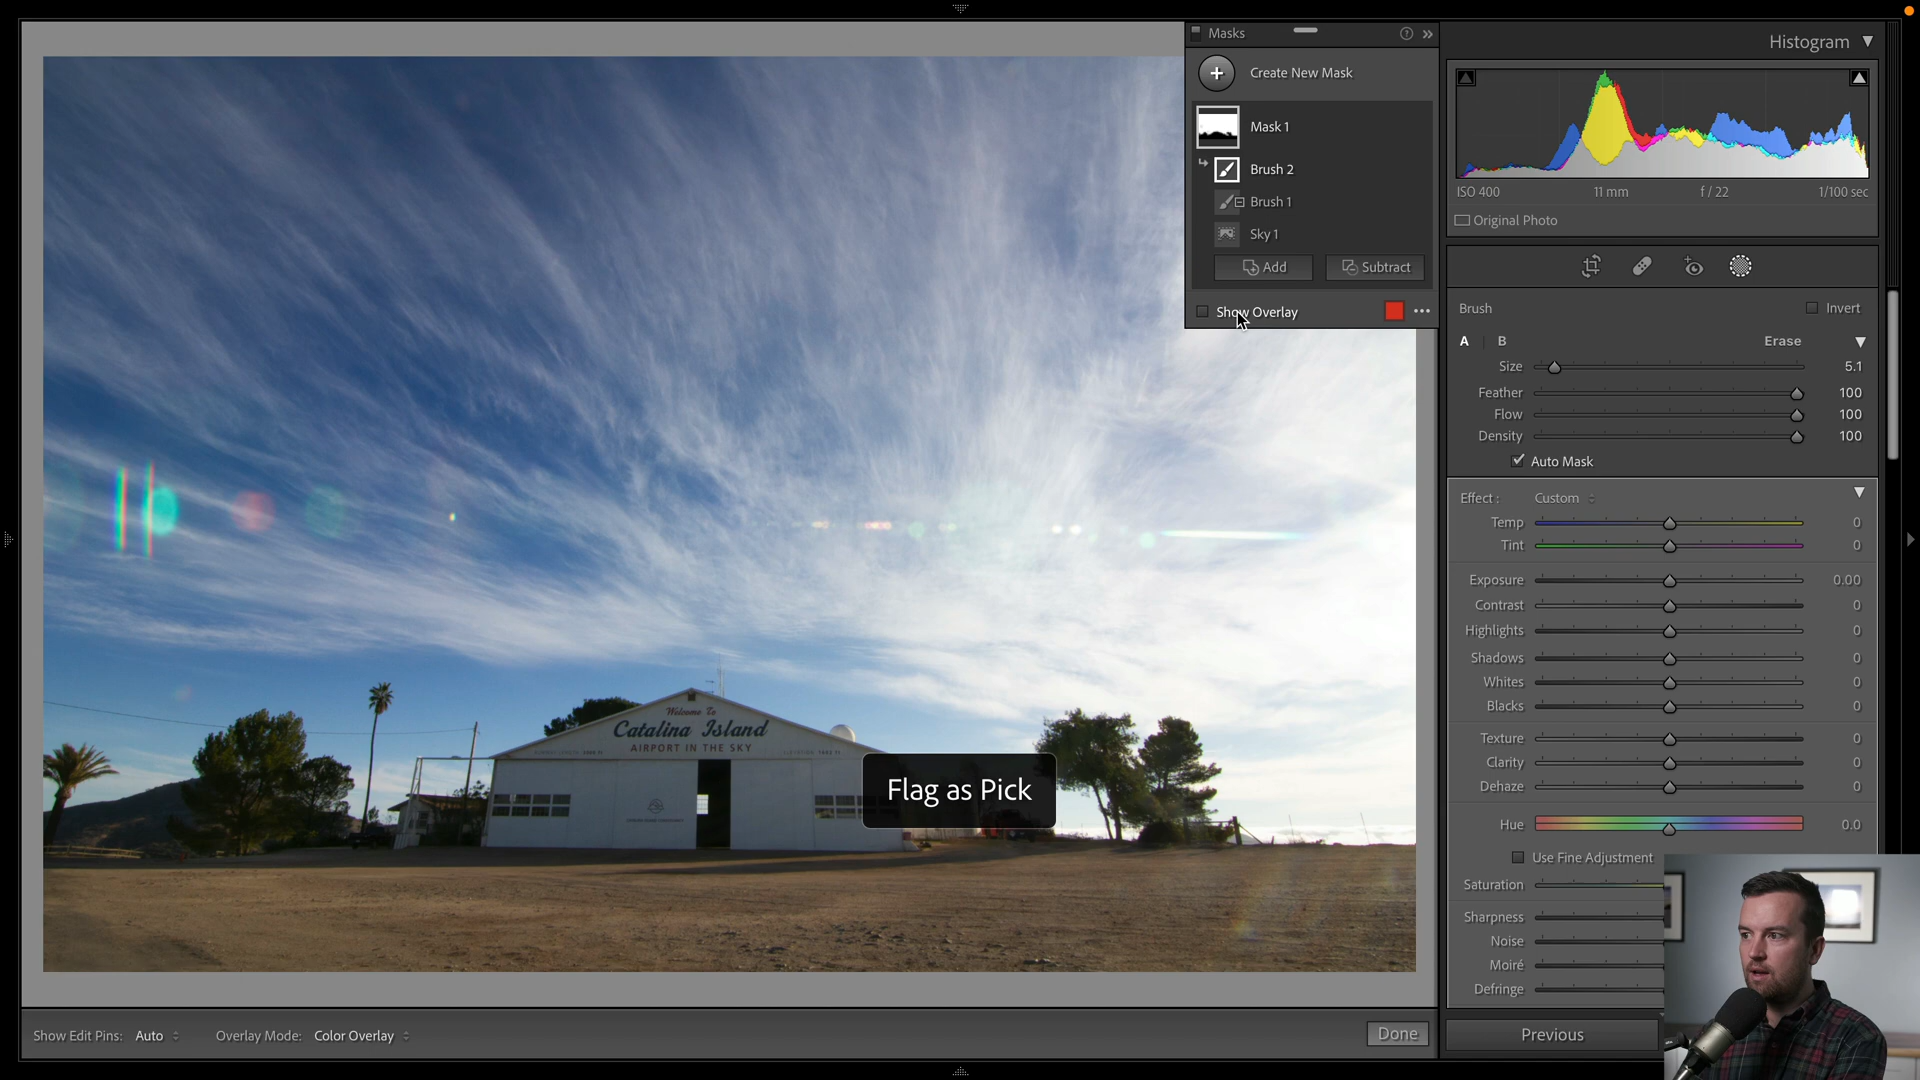 Masks
Create New Mask
Mask 1
Brush 2
Brush 1
Sky 1
Add
Subtract
Show Overlay
Histogram
ISO 400
11 mm
f / 22
1/100 sec
Original Photo
Brush
Invert
A
B
Erase
Size 5.1
Feather 100
Flow 100
Density 100
Auto Mask
Effect : Custom
Temp 0
Tint 0
Exposure 0.00
Contrast 0
Highlights 0
Shadows 0
Whites 0
Blacks 0
Texture 0
Clarity 0
Dehaze 0
Hue 0.0
Use Fine Adjustment
Saturation
Sharpness
Noise
Moiré
Defringe
Previous
Welcome To
Catalina Island
AIRPORT IN THE SKY
Flag as Pick
Show Edit Pins: Auto
Overlay Mode: Color Overlay
Done